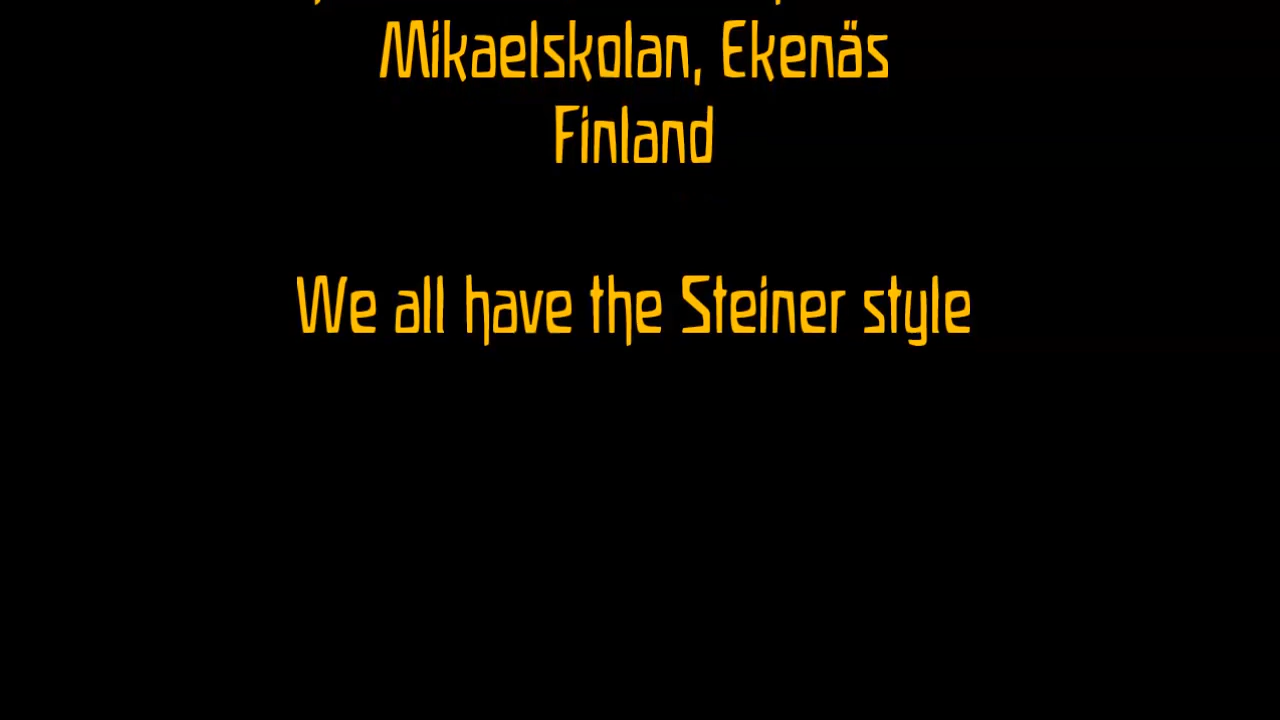 Mikaelskolan, Ekenäs
Finland
We all have the Steiner style